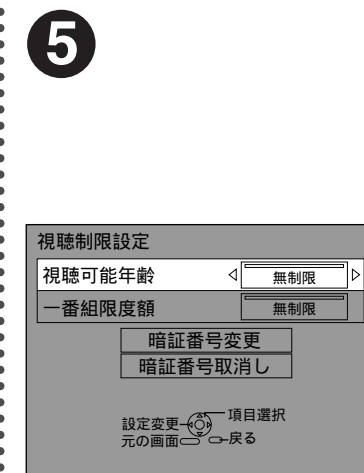 5
視聴制限設定
視聴可能年齢 無制限
一番組限度額 無制限
暗証番号変更
暗証番号取消し
設定変更 項目選択
元の画面 戻る